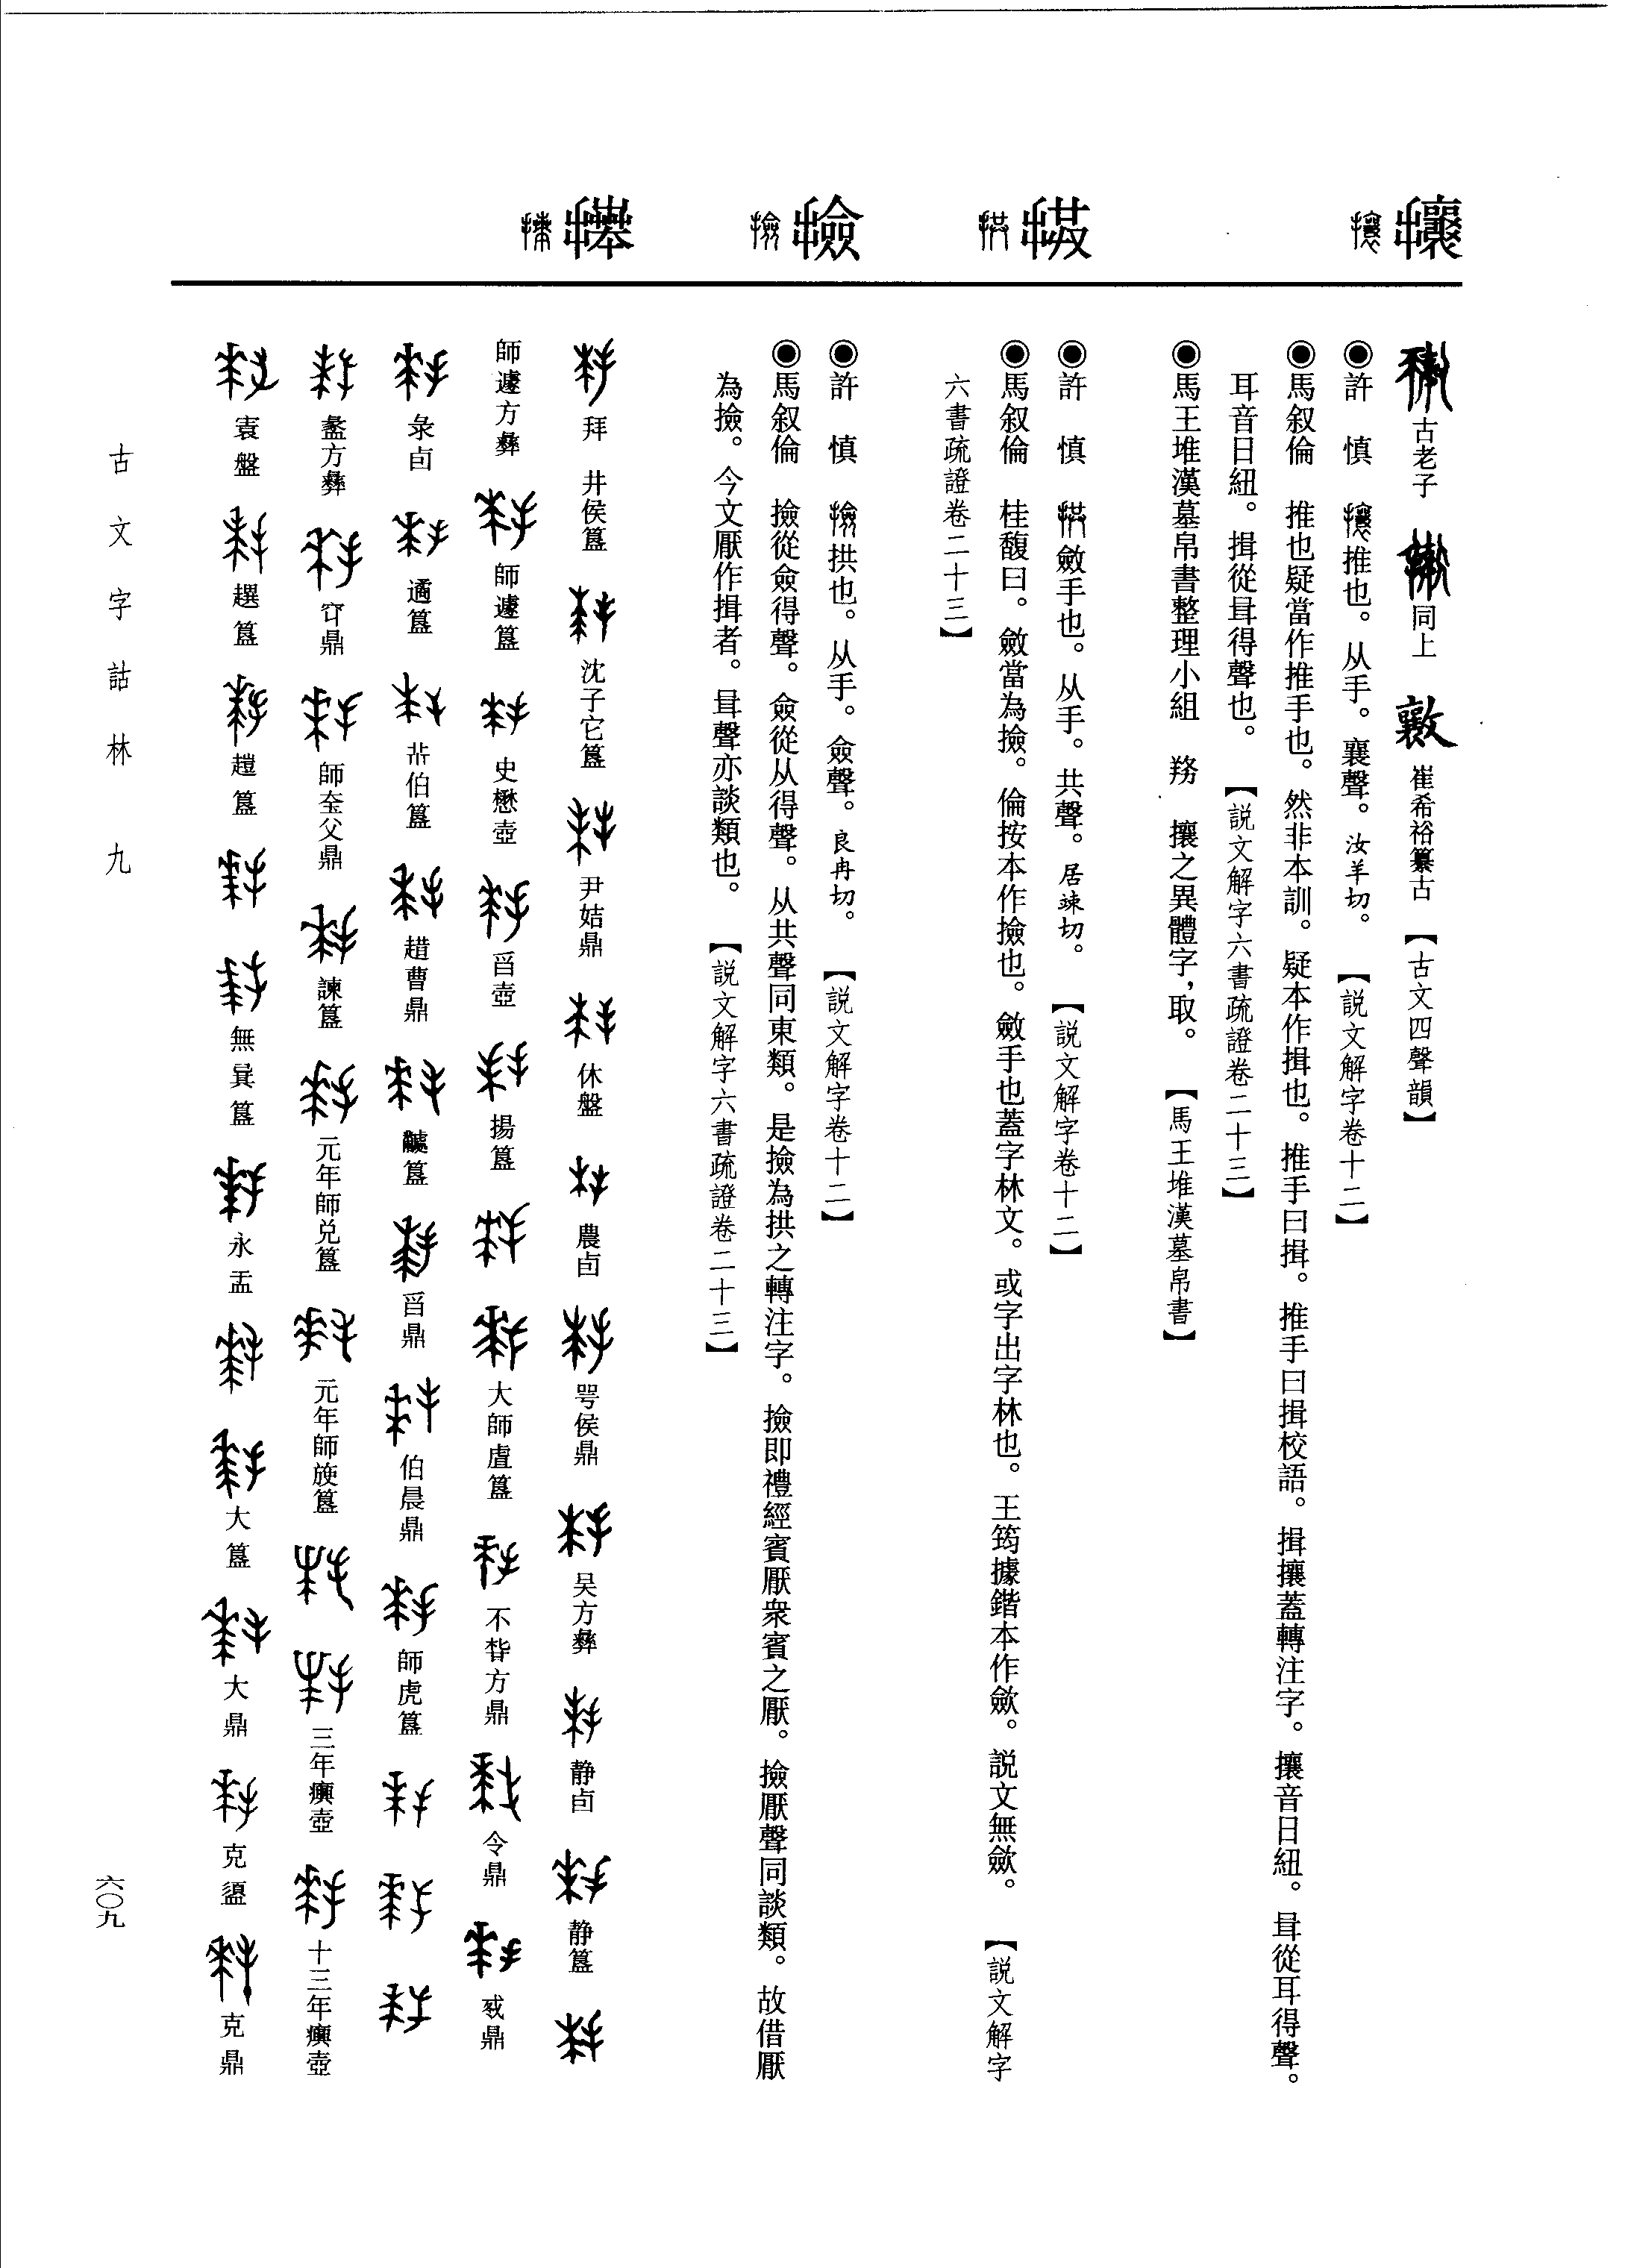 攘
古老子 同上 崔希裕纂古【古文四聲韻】
◉許 慎 推也。从手。襄聲。汝羊切。【説文解字卷十二】
◉馬叙倫 推也疑當作推手也。然非本訓。疑本作揖也。推手曰揖。推手曰揖校語。揖攘蓋轉注字。攘音日紐。咠從耳得聲。
耳音日紐。揖從咠得聲也。【説文解字六書疏證卷二十三】
◉馬王堆漢墓帛書整理小組 攘之異體字,取。【馬王堆漢墓帛書】
拱
◉許 慎 斂手也。从手。共聲。居竦切。【説文解字卷十二】
◉馬叙倫 桂馥曰。斂當為撿。倫按本作撿也。斂手也蓋字林文。或字出字林也。王筠據鍇本作歛。説文無歛。【説文解字
六書疏證卷二十三】
撿
◉許 慎 拱也。从手。僉聲。良冉切。【説文解字卷十二】
◉馬叙倫 撿從僉得聲。僉從从得聲。从共聲同東類。是撿為拱之轉注字。撿即禮經賓厭衆賓之厭。撿厭聲同談類。故借厭
為撿。今文厭作揖者。咠聲亦談類也。【説文解字六書疏證卷二十三】
拜 井侯簋 沈子它簋 尹姞鼎 休盤 農卣 咢侯鼎 吴方彝 静卣 静簋
師遽方彝 師遽簋 史懋壺 舀壺 揚簋 大師虘簋 不㫗方鼎 令鼎 㦰鼎
彔卣 遹簋 伯簋 趞曹鼎 簋 舀鼎 伯晨鼎 師虎簋
盠方彝 鼎 師𡘇父鼎 諫簋 元年師兑簋 元年師旋簋 三年𤼈壺 十三年𤼈壺
袁盤 簋 趩簋 無㠱簋 永盂 大簋 大鼎 克盨 克鼎
古文字詁林 九
六〇九